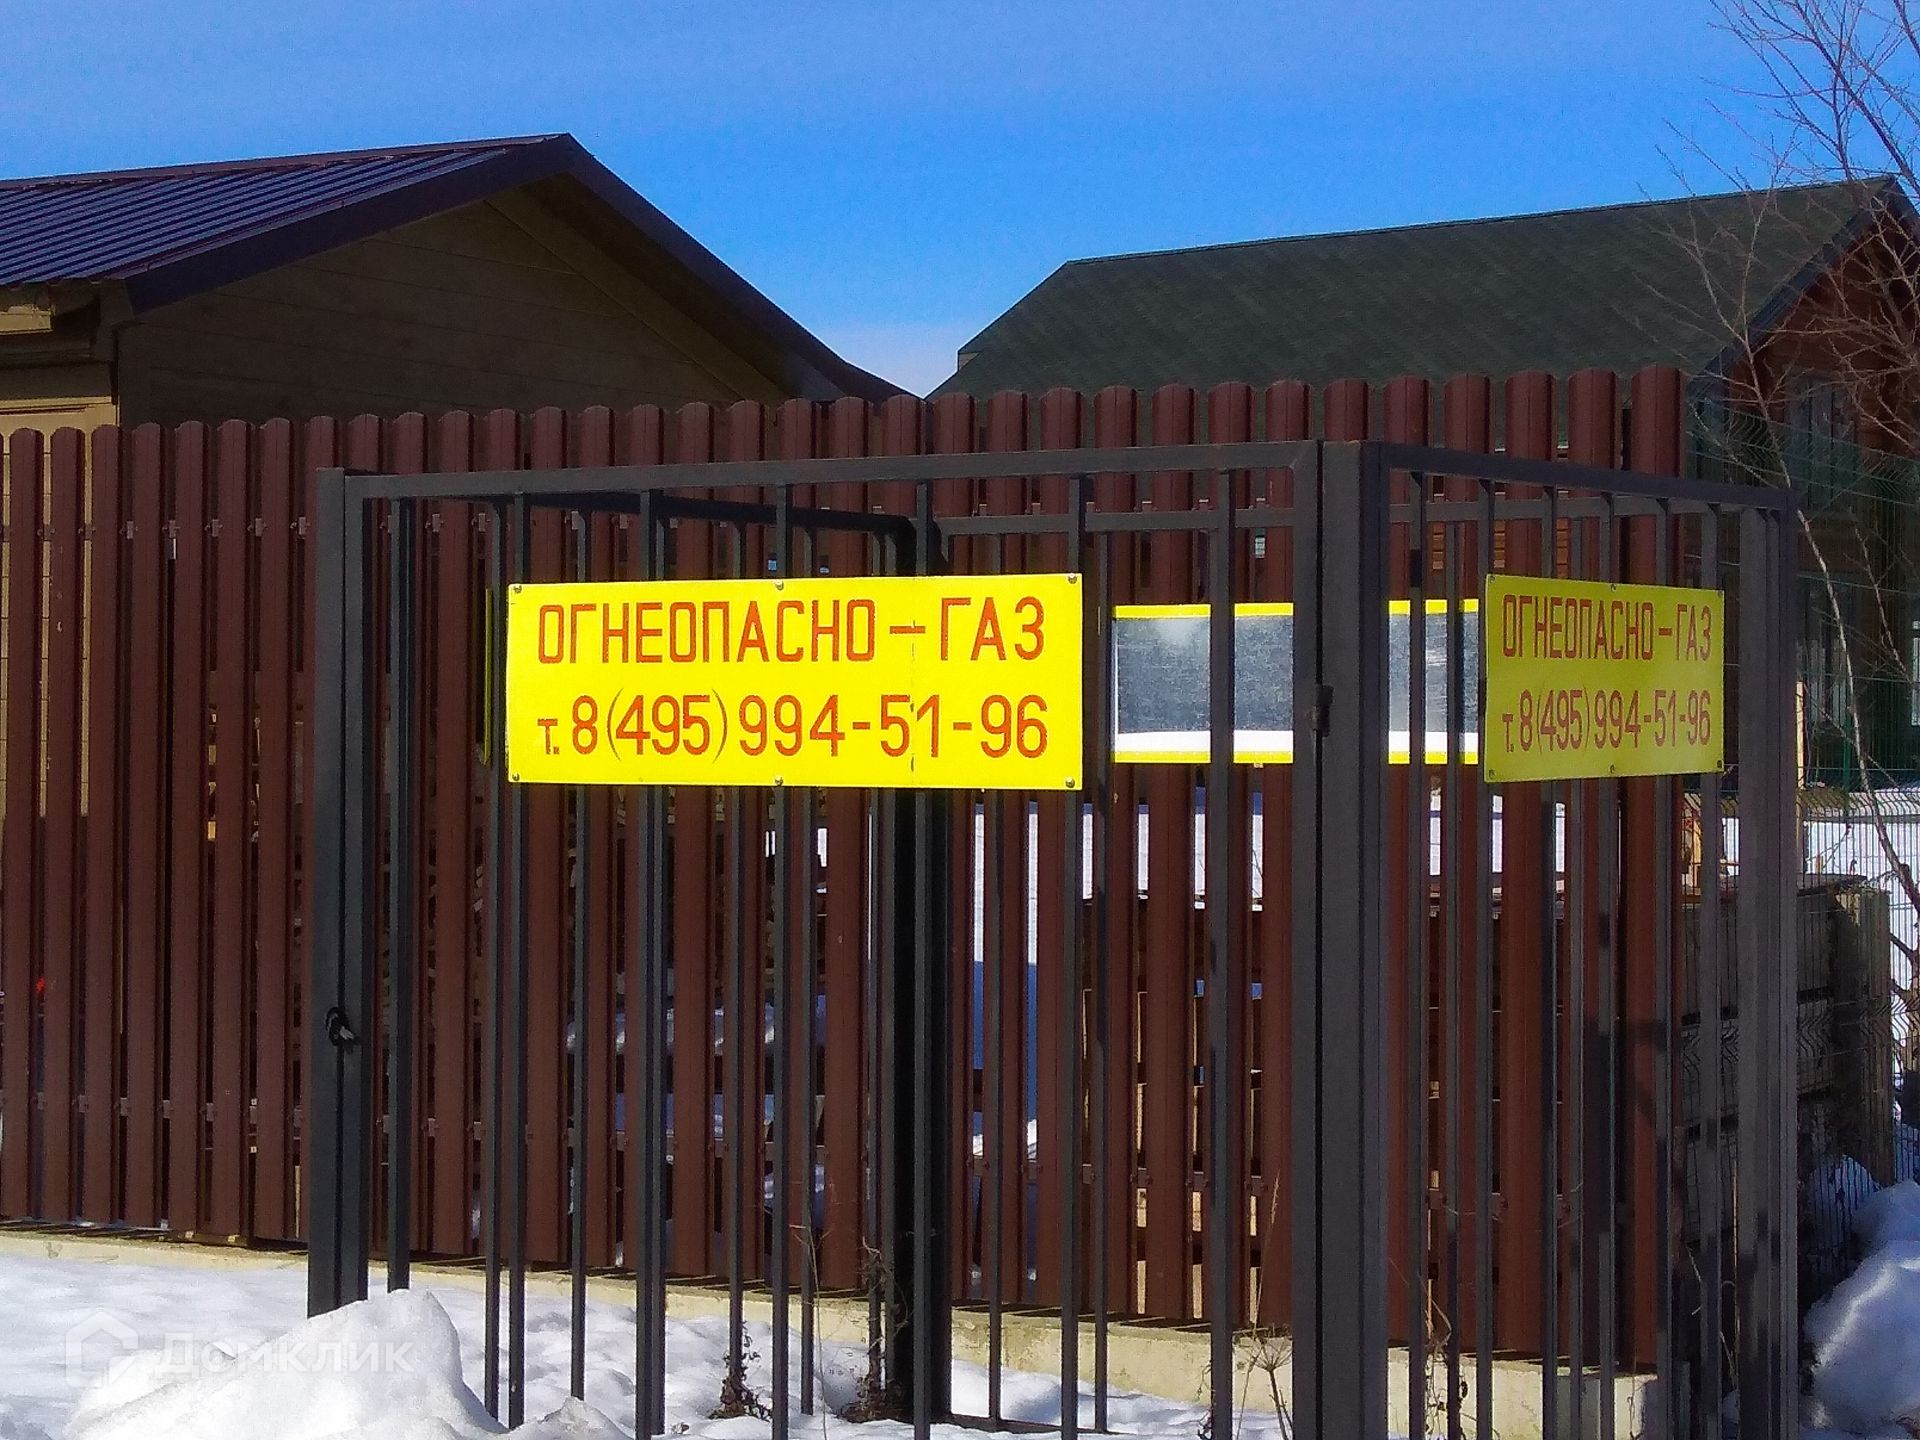 ОГНЕОПАСНО – ГАЗ
т. 8(495)994-51-96
ОГНЕОПАСНО – ГАЗ
т. 8(495)994-51-96
Домклик